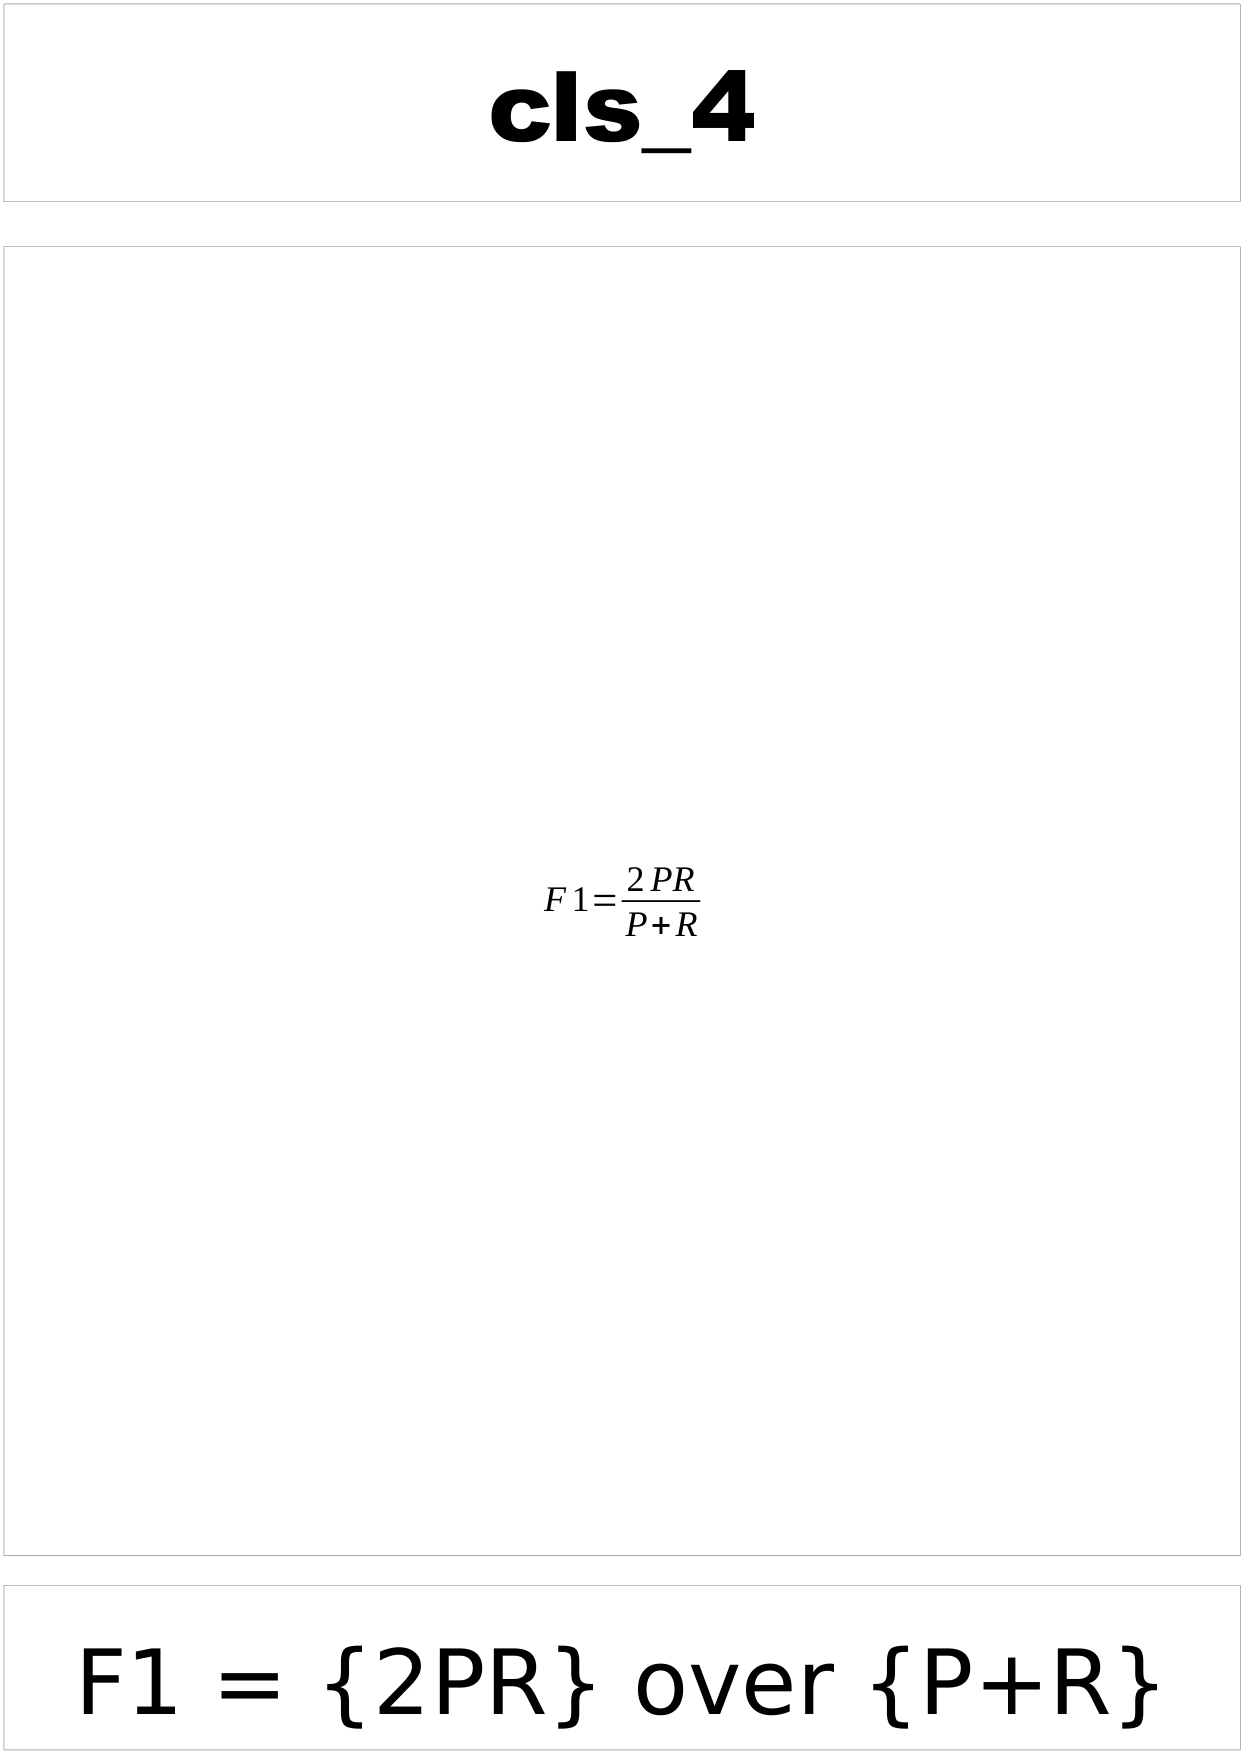 cls_4
F1=2PR/P+R
F1 = {2PR} over {P+R}